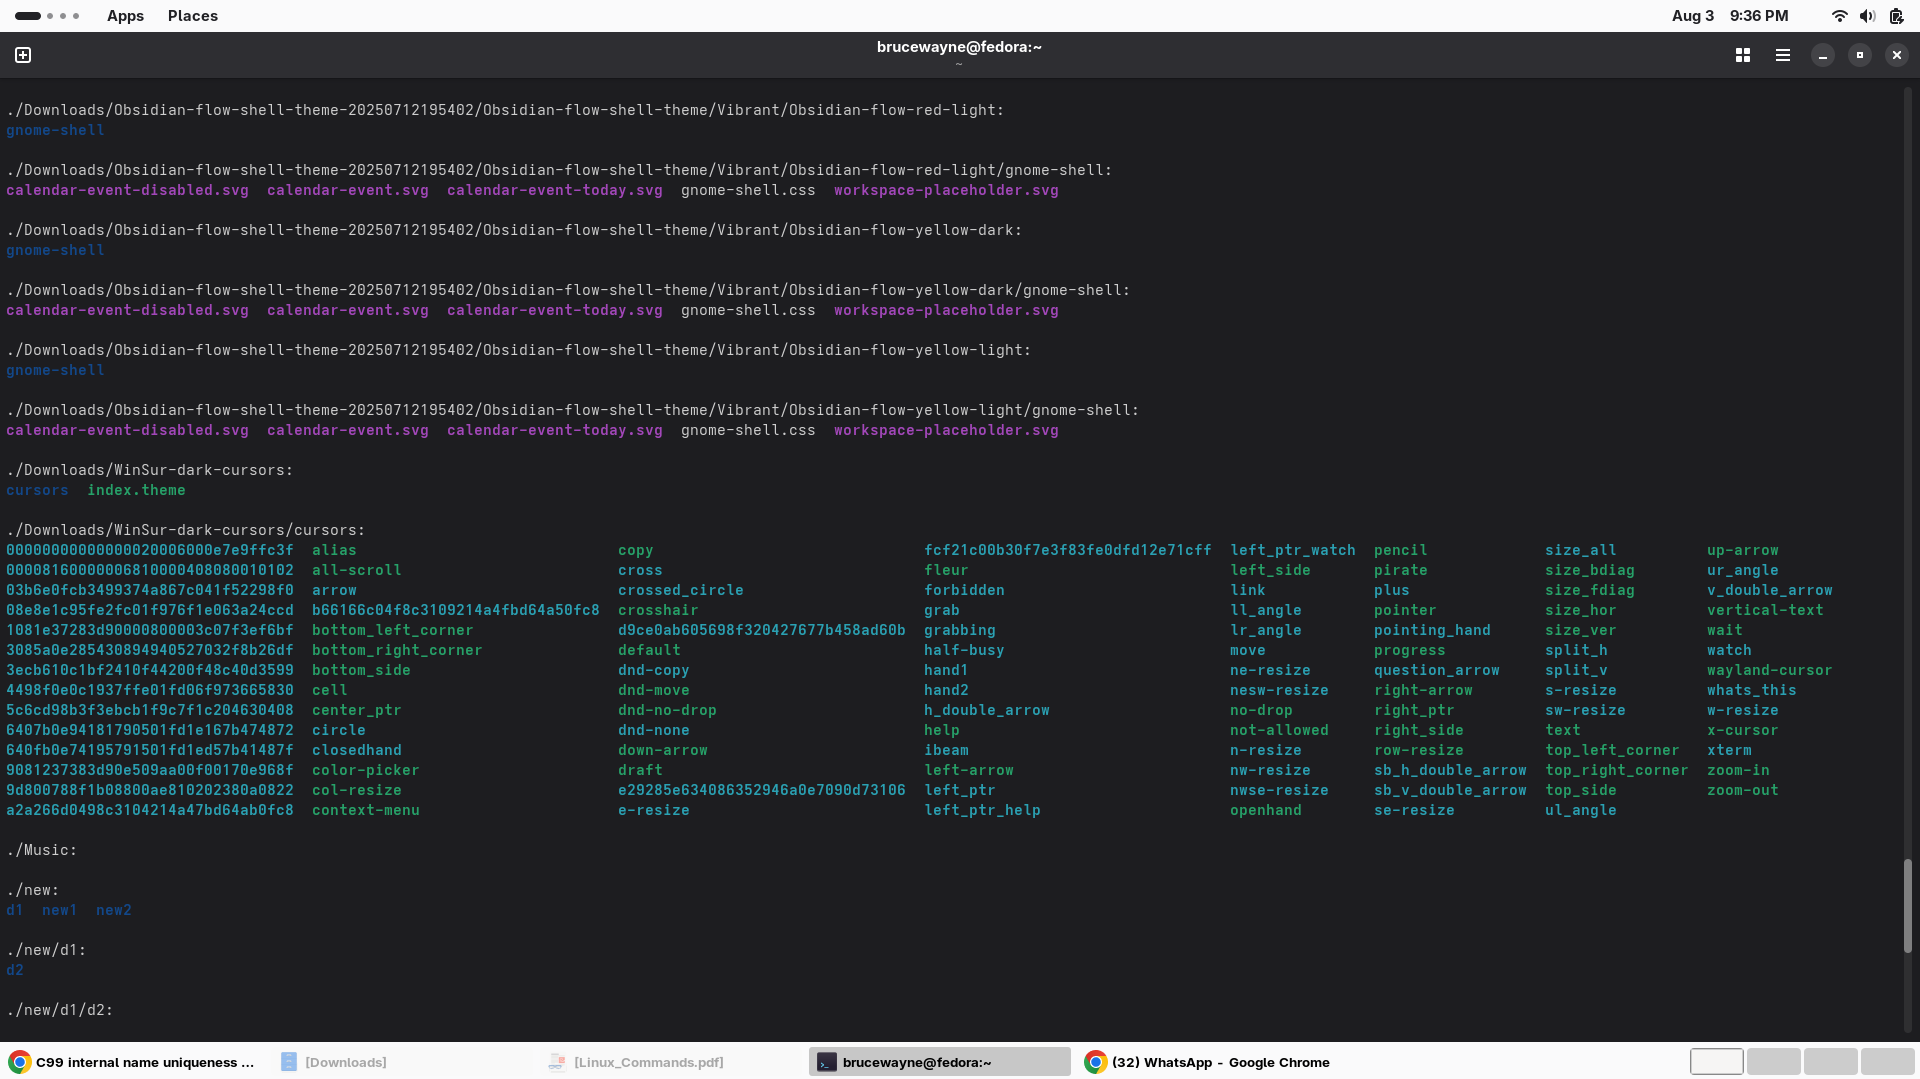 Apps Places Aug 3 9:36 PM
brucewayne@fedora:~
~
./Downloads/Obsidian-flow-shell-theme-20250712195402/Obsidian-flow-shell-theme/Vibrant/Obsidian-flow-red-light:
gnome-shell
./Downloads/Obsidian-flow-shell-theme-20250712195402/Obsidian-flow-shell-theme/Vibrant/Obsidian-flow-red-light/gnome-shell:
calendar-event-disabled.svg calendar-event.svg calendar-event-today.svg gnome-shell.css workspace-placeholder.svg
./Downloads/Obsidian-flow-shell-theme-20250712195402/Obsidian-flow-shell-theme/Vibrant/Obsidian-flow-yellow-dark:
gnome-shell
./Downloads/Obsidian-flow-shell-theme-20250712195402/Obsidian-flow-shell-theme/Vibrant/Obsidian-flow-yellow-dark/gnome-shell:
calendar-event-disabled.svg calendar-event.svg calendar-event-today.svg gnome-shell.css workspace-placeholder.svg
./Downloads/Obsidian-flow-shell-theme-20250712195402/Obsidian-flow-shell-theme/Vibrant/Obsidian-flow-yellow-light:
gnome-shell
./Downloads/Obsidian-flow-shell-theme-20250712195402/Obsidian-flow-shell-theme/Vibrant/Obsidian-flow-yellow-light/gnome-shell:
calendar-event-disabled.svg calendar-event.svg calendar-event-today.svg gnome-shell.css workspace-placeholder.svg
./Downloads/WinSur-dark-cursors:
cursors index.theme
./Downloads/WinSur-dark-cursors/cursors:
00000000000000020006000e7e9ffc3f alias copy fcf21c00b30f7e3f83fe0dfd12e71cff left_ptr_watch pencil size_all up-arrow
00008160000006810000408080010102 all-scroll cross fleur left_side pirate size_bdiag ur_angle
03b6e0fcb3499374a867c041f52298f0 arrow crossed_circle forbidden link plus size_fdiag v_double_arrow
08e8e1c95fe2fc01f976f1e063a24ccd b66166c04f8c3109214a4fbd64a50fc8 crosshair grab ll_angle pointer size_hor vertical-text
1081e37283d90000800003c07f3ef6bf bottom_left_corner d9ce0ab605698f320427677b458ad60b grabbing lr_angle pointing_hand size_ver wait
3085a0e285430894940527032f8b26df bottom_right_corner default half-busy move progress split_h watch
3ecb610c1bf2410f44200f48c40d3599 bottom_side dnd-copy hand1 ne-resize question_arrow split_v wayland-cursor
4498f0e0c1937ffe01fd06f973665830 cell dnd-move hand2 nesw-resize right-arrow s-resize whats_this
5c6cd98b3f3ebcb1f9c7f1c204630408 center_ptr dnd-no-drop h_double_arrow no-drop right_ptr sw-resize w-resize
6407b0e94181790501fd1e167b474872 circle dnd-none help not-allowed right_side text x-cursor
640fb0e74195791501fd1ed57b41487f closedhand down-arrow ibeam n-resize row-resize top_left_corner xterm
9081237383d90e509aa00f00170e968f color-picker draft left-arrow nw-resize sb_h_double_arrow top_right_corner zoom-in
9d800788f1b08800ae810202380a0822 col-resize e29285e634086352946a0e7090d73106 left_ptr nwse-resize sb_v_double_arrow top_side zoom-out
a2a266d0498c3104214a47bd64ab0fc8 context-menu e-resize left_ptr_help openhand se-resize ul_angle
./Music:
./new:
d1 new1 new2
./new/d1:
d2
./new/d1/d2:
C99 internal name uniqueness ... [Downloads] [Linux_Commands.pdf] brucewayne@fedora:~ (32) WhatsApp - Google Chrome